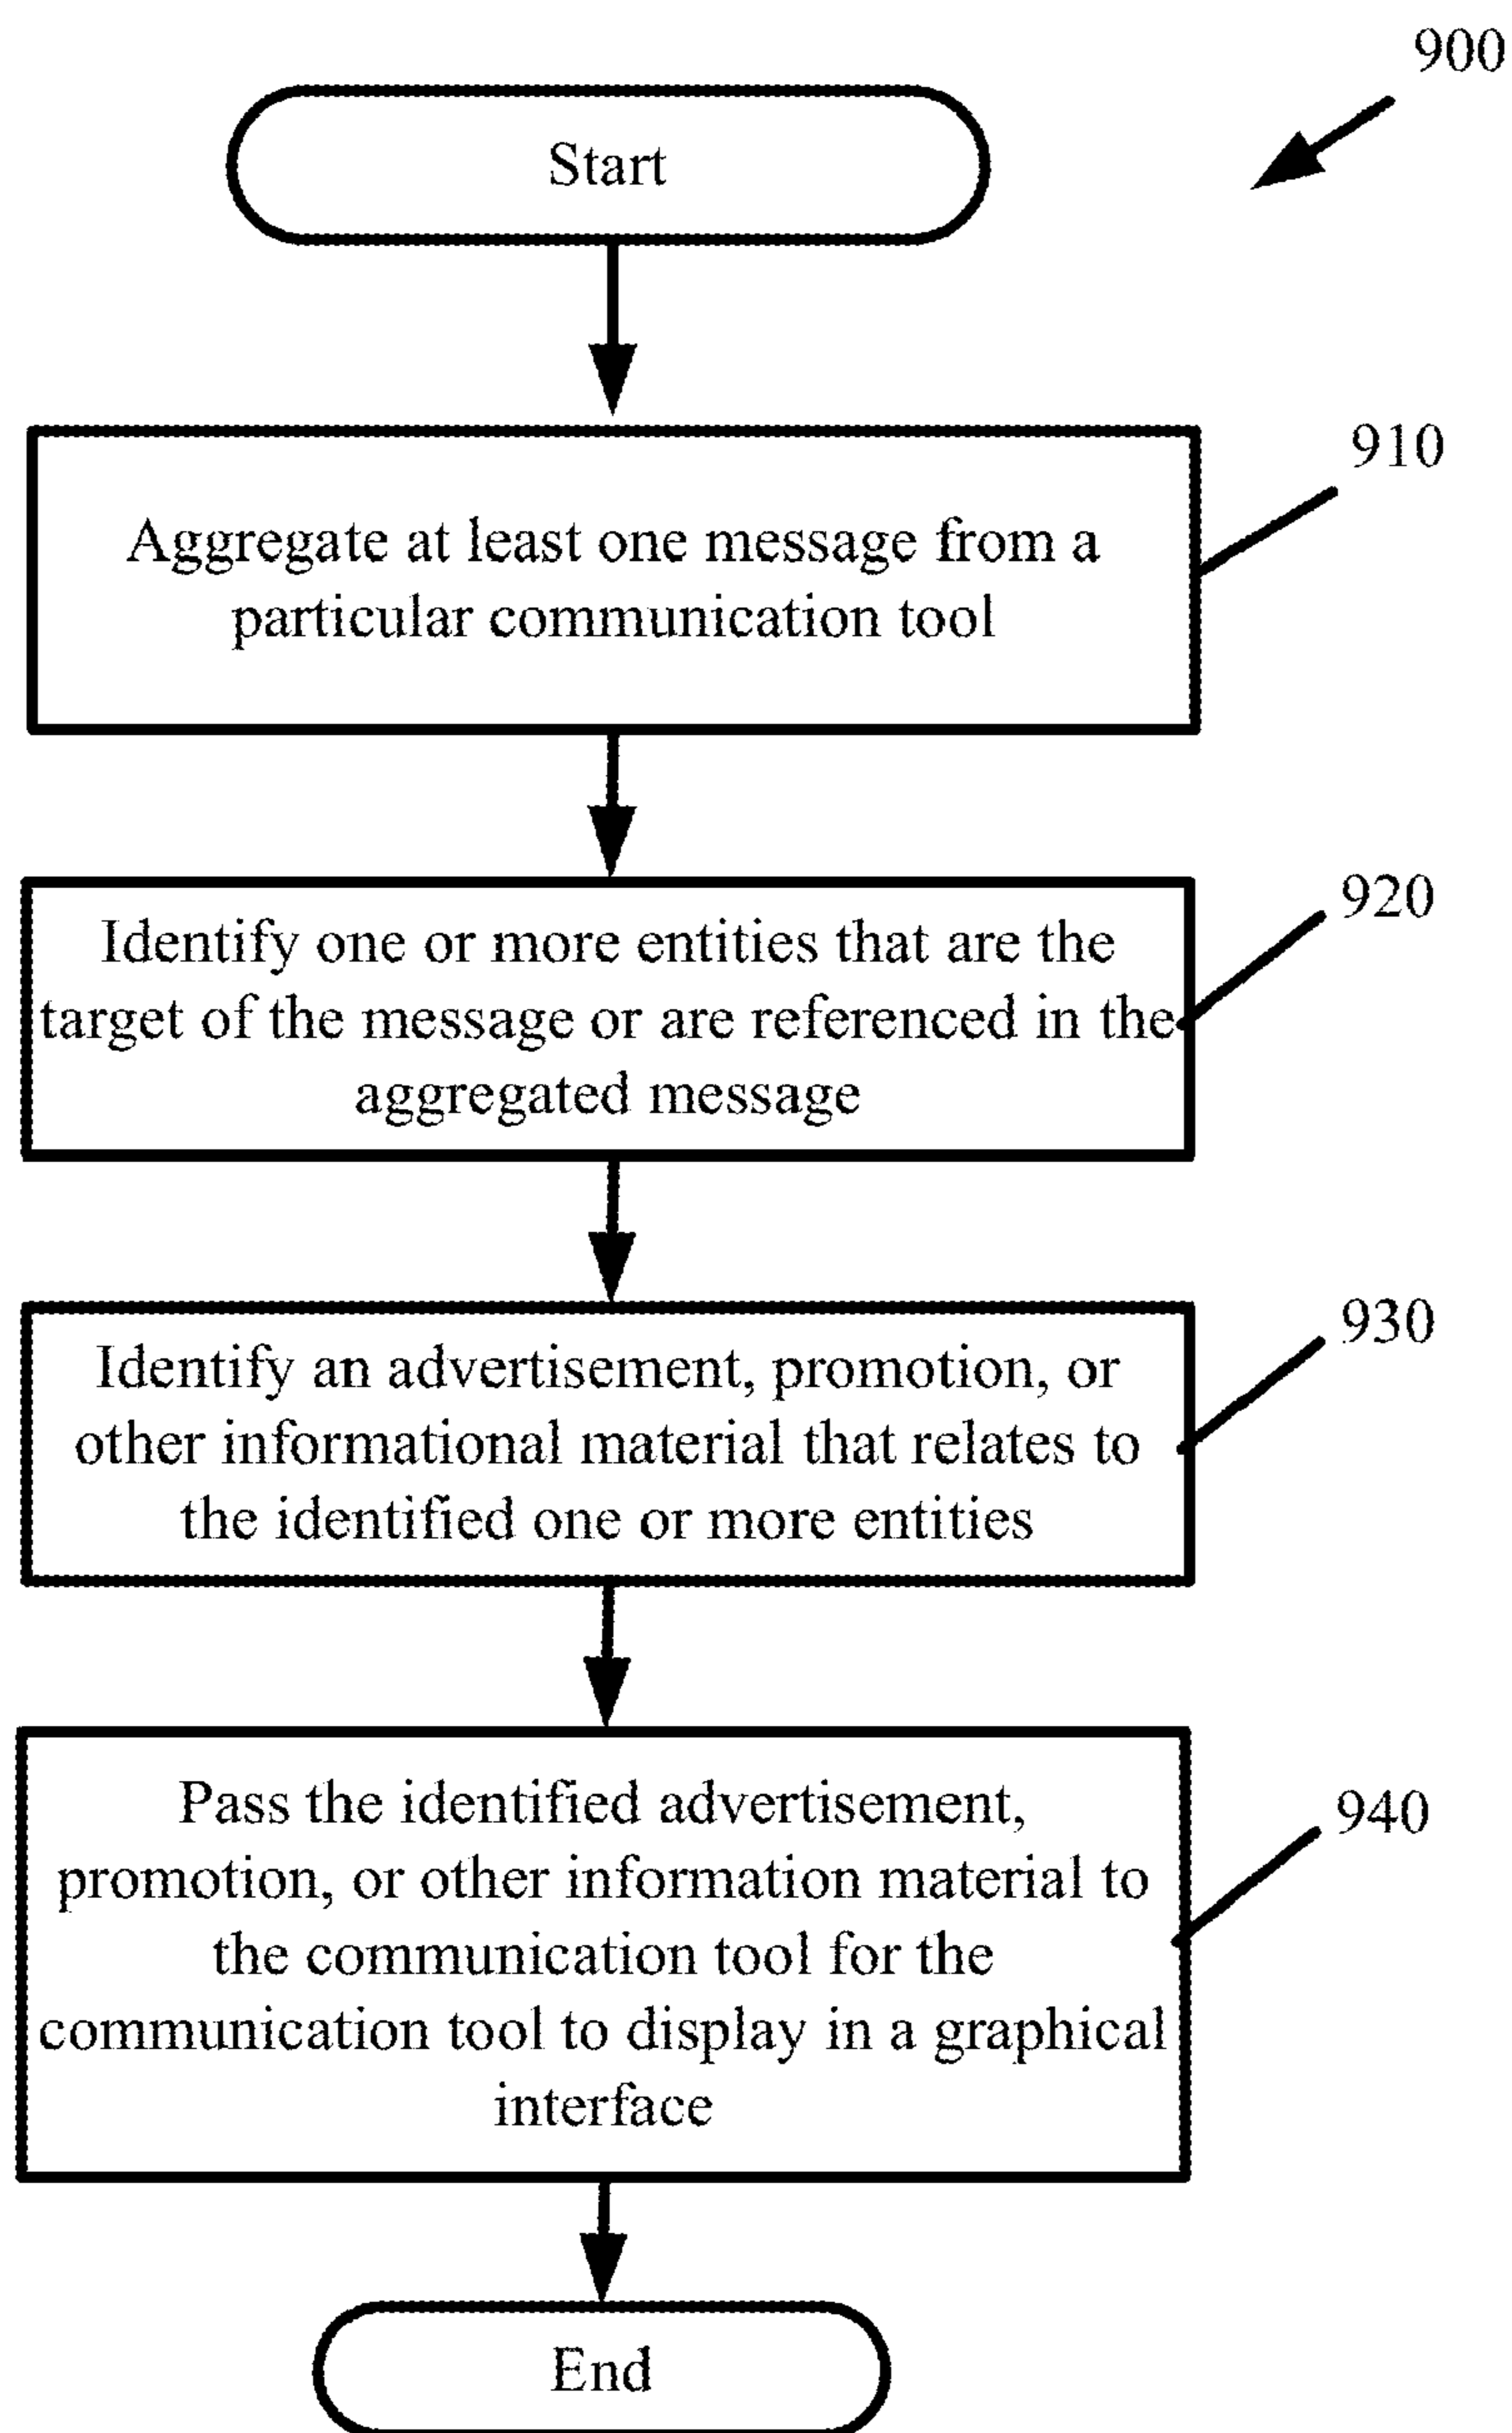 900
Start
910
Aggregate at least one message from a
particular communication tool
920
Identify one or more entities that are the
target of the message or are referenced in the
aggregated message
930
Identify an advertisement, promotion, or
other informational material that relates to
the identified one or more entities
940
Pass the identified advertisement,
promotion, or other information material to
the communication tool for the
communication tool to display in a graphical
interface
End